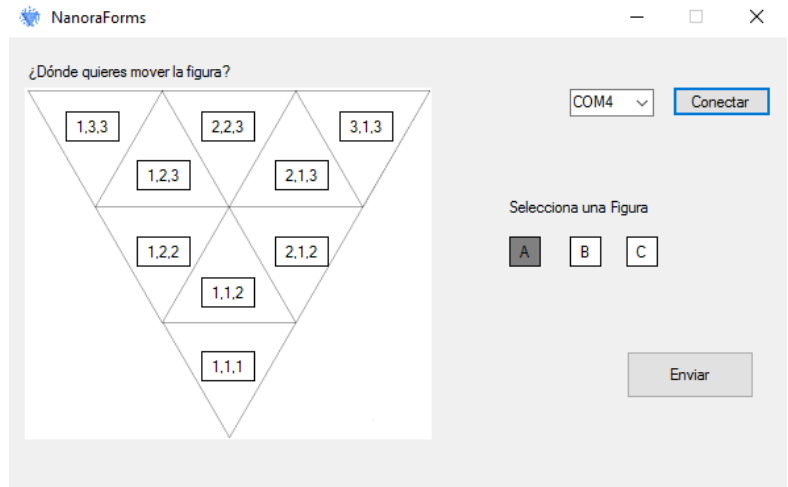 NanoraForms
¿Dónde quieres mover la figura?
COM4
Conectar
1,3,3
2,2,3
3,1,3
1,2,3
2,1,3
Selecciona una Figura
A
B
C
1,2,2
2,1,2
1,1,2
1,1,1
Enviar